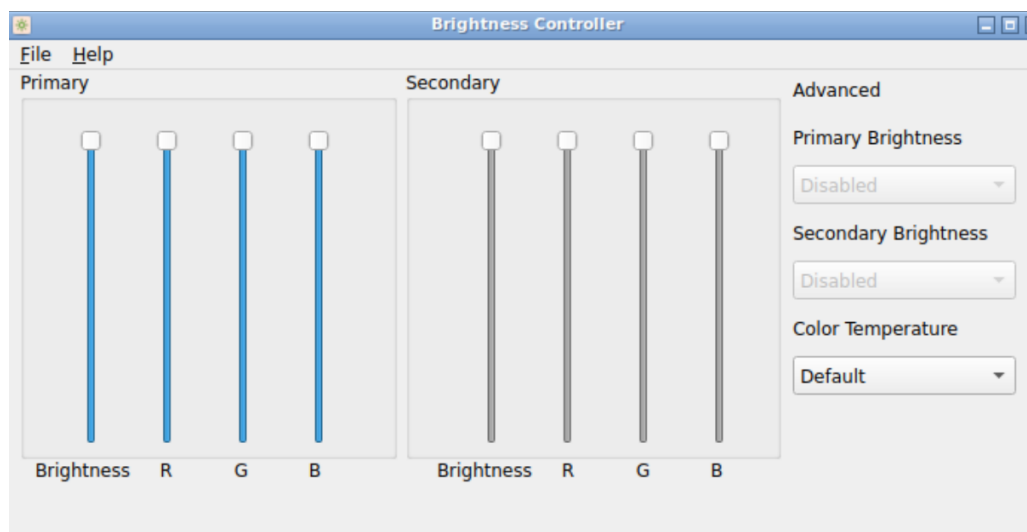 Brightness Controller
File Help
Primary
Brightness R G B
Secondary
Brightness R G B
Advanced
Primary Brightness
Disabled
Secondary Brightness
Disabled
Color Temperature
Default